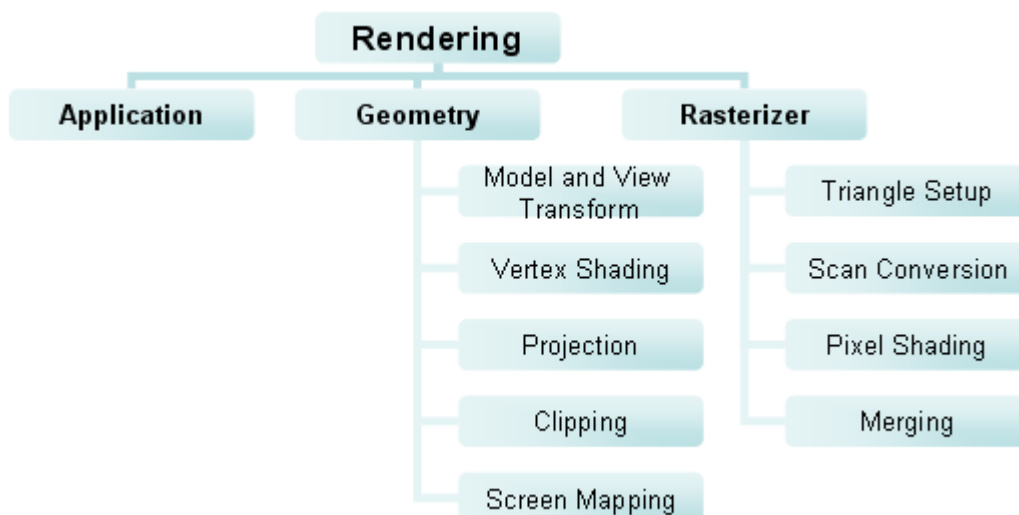 Rendering
Application
Geometry
Rasterizer
Model and View
Transform
Vertex Shading
Projection
Clipping
Screen Mapping
Triangle Setup
Scan Conversion
Pixel Shading
Merging